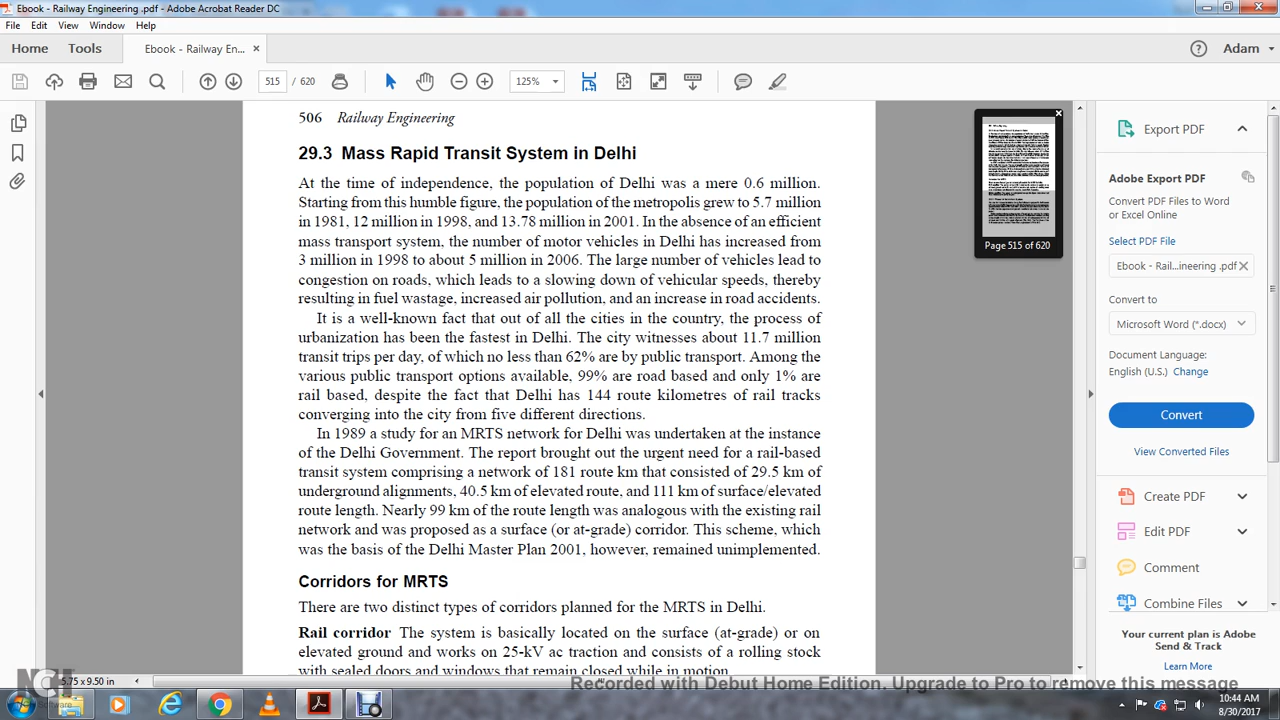 Ebook - Railway Engineering .pdf - Adobe Acrobat Reader DC
File Edit View Window Help
Home Tools Ebook - Railway En... ×
Adam
515 / 620
125%
506 Railway Engineering
29.3 Mass Rapid Transit System in Delhi
At the time of independence, the population of Delhi was a mere 0.6 million.
Starting from this humble figure, the population of the metropolis grew to 5.7 million
in 1981, 12 million in 1998, and 13.78 million in 2001. In the absence of an efficient
mass transport system, the number of motor vehicles in Delhi has increased from
3 million in 1998 to about 5 million in 2006. The large number of vehicles lead to
congestion on roads, which leads to a slowing down of vehicular speeds, thereby
resulting in fuel wastage, increased air pollution, and an increase in road accidents.
It is a well-known fact that out of all the cities in the country, the process of
urbanization has been the fastest in Delhi. The city witnesses about 11.7 million
transit trips per day, of which no less than 62% are by public transport. Among the
various public transport options available, 99% are road based and only 1% are
rail based, despite the fact that Delhi has 144 route kilometres of rail tracks
converging into the city from five different directions.
In 1989 a study for an MRTS network for Delhi was undertaken at the instance
of the Delhi Government. The report brought out the urgent need for a rail-based
transit system comprising a network of 181 route km that consisted of 29.5 km of
underground alignments, 40.5 km of elevated route, and 111 km of surface/elevated
route length. Nearly 99 km of the route length was analogous with the existing rail
network and was proposed as a surface (or at-grade) corridor. This scheme, which
was the basis of the Delhi Master Plan 2001, however, remained unimplemented.
Corridors for MRTS
There are two distinct types of corridors planned for the MRTS in Delhi.
Rail corridor The system is basically located on the surface (at-grade) or on
elevated ground and works on 25-kV ac traction and consists of a rolling stock
with sealed doors and windows that remain closed while in motion.
Page 515 of 620
Export PDF
Adobe Export PDF
Convert PDF Files to Word
or Excel Online
Select PDF File
Ebook - Rail...ineering .pdf ×
Convert to
Microsoft Word (*.docx)
Document Language:
English (U.S.) Change
Convert
View Converted Files
Create PDF
Edit PDF
Comment
Combine Files
Your current plan is Adobe
Send & Track
Learn More
5.75 x 9.50 in
Recorded with Debut Home Edition. Upgrade to Pro to remove this message
NCH
Software
10:44 AM
8/30/2017